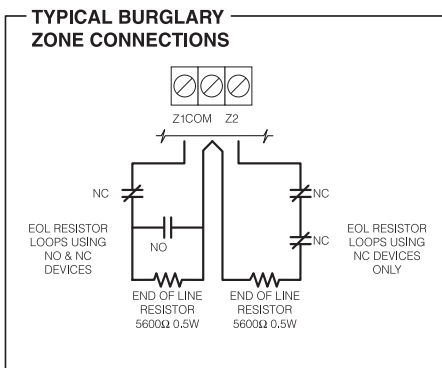 TYPICAL BURGLARY
ZONE CONNECTIONS
Z1COM Z2
NC
NO
EOL RESISTOR
LOOPS USING
NO & NC
DEVICES
END OF LINE
RESISTOR
5600Ω 0.5W
END OF LINE
RESISTOR
5600Ω 0.5W
NC
NC
EOL RESISTOR
LOOPS USING
NC DEVICES
ONLY